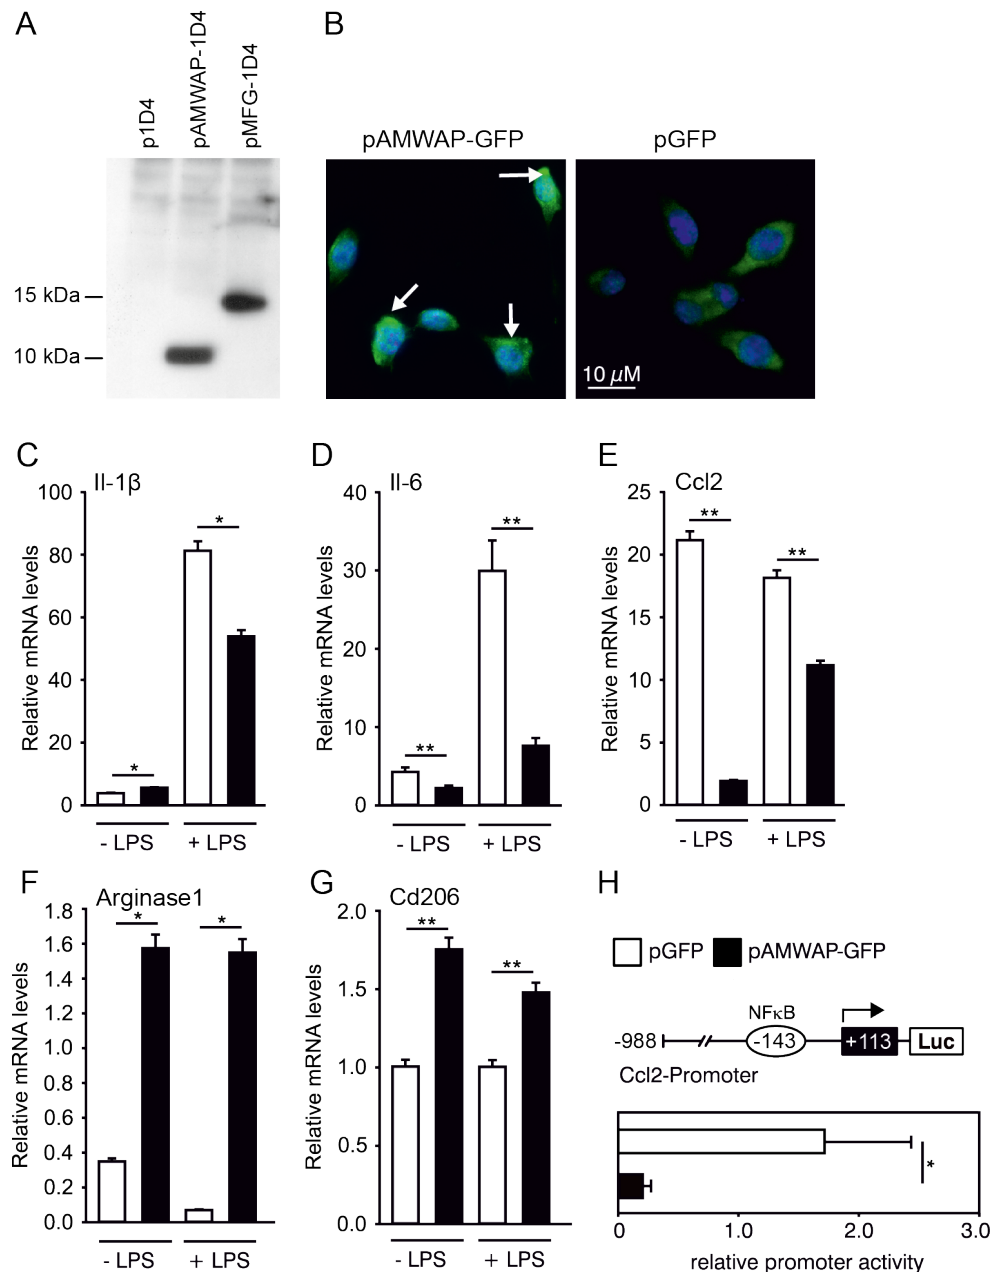 A
p1D4
pAMWAP-1D4
pMFG-1D4
15 kDa
10 kDa
B
pAMWAP-GFP
pGFP
10 µM
C
Il-1β
Relative mRNA levels
100
80
60
40
20
0
*
*
- LPS
+ LPS
D
Il-6
Relative mRNA levels
40
30
20
10
0
**
**
- LPS
+ LPS
E
Ccl2
Relative mRNA levels
25
20
15
10
5
0
**
**
- LPS
+ LPS
F
Arginase1
Relative mRNA levels
1.8
1.6
1.4
1.2
1.0
0.8
0.6
0.4
0.2
0.0
*
*
- LPS
+ LPS
G
Cd206
Relative mRNA levels
2.0
1.5
1.0
0.5
0.0
**
**
- LPS
+ LPS
H
pGFP
pAMWAP-GFP
NFκB
-988
-143
+113
Luc
Ccl2-Promoter
*
0
1.0
2.0
3.0
relative promoter activity